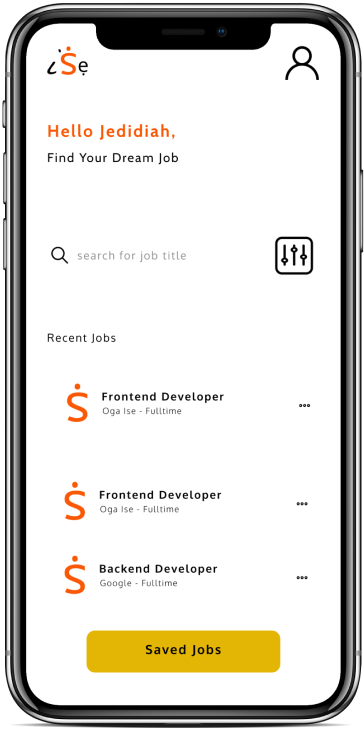 iṠẹ
Hello Jedidiah,
Find Your Dream Job
search for job title
Recent Jobs
Ṡ
Frontend Developer
Oga Ise - Fulltime
Ṡ
Frontend Developer
Oga Ise - Fulltime
Ṡ
Backend Developer
Google - Fulltime
Saved Jobs